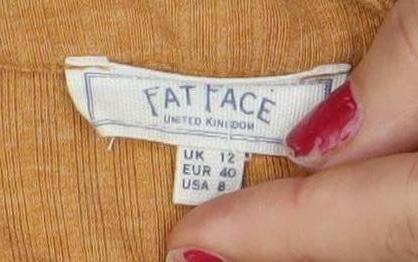 FAT FACE
UNITED KINGDOM
UK 12
EUR 40
USA 8